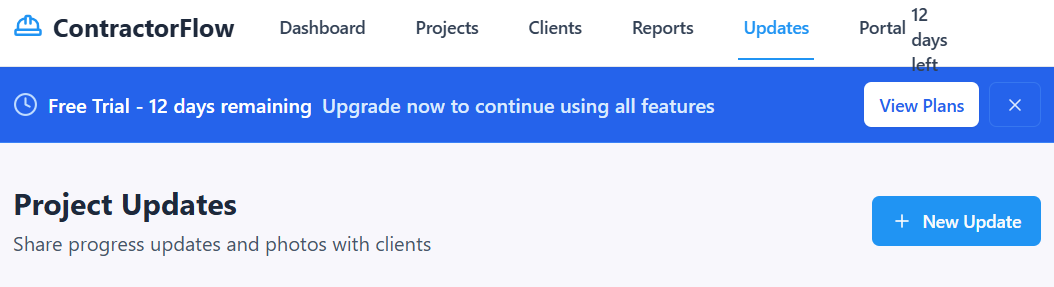 ContractorFlow Dashboard Projects Clients Reports Updates Portal 12
days
left
Free Trial - 12 days remaining Upgrade now to continue using all features View Plans
Project Updates
Share progress updates and photos with clients
New Update